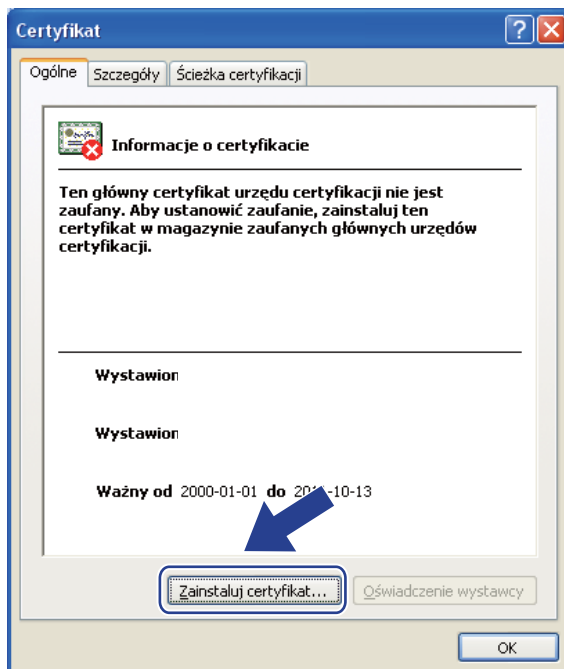 Certyfikat
Ogólne Szczegóły Ścieżka certyfikacji
Informacje o certyfikacie
Ten główny certyfikat urzędu certyfikacji nie jest
zaufany. Aby ustanowić zaufanie, zainstaluj ten
certyfikat w magazynie zaufanych głównych urzędów
certyfikacji.
Wystawion
Wystawion
Ważny od 2000-01-01 do
Zainstaluj certyfikat... Oświadczenie wystawcy
OK